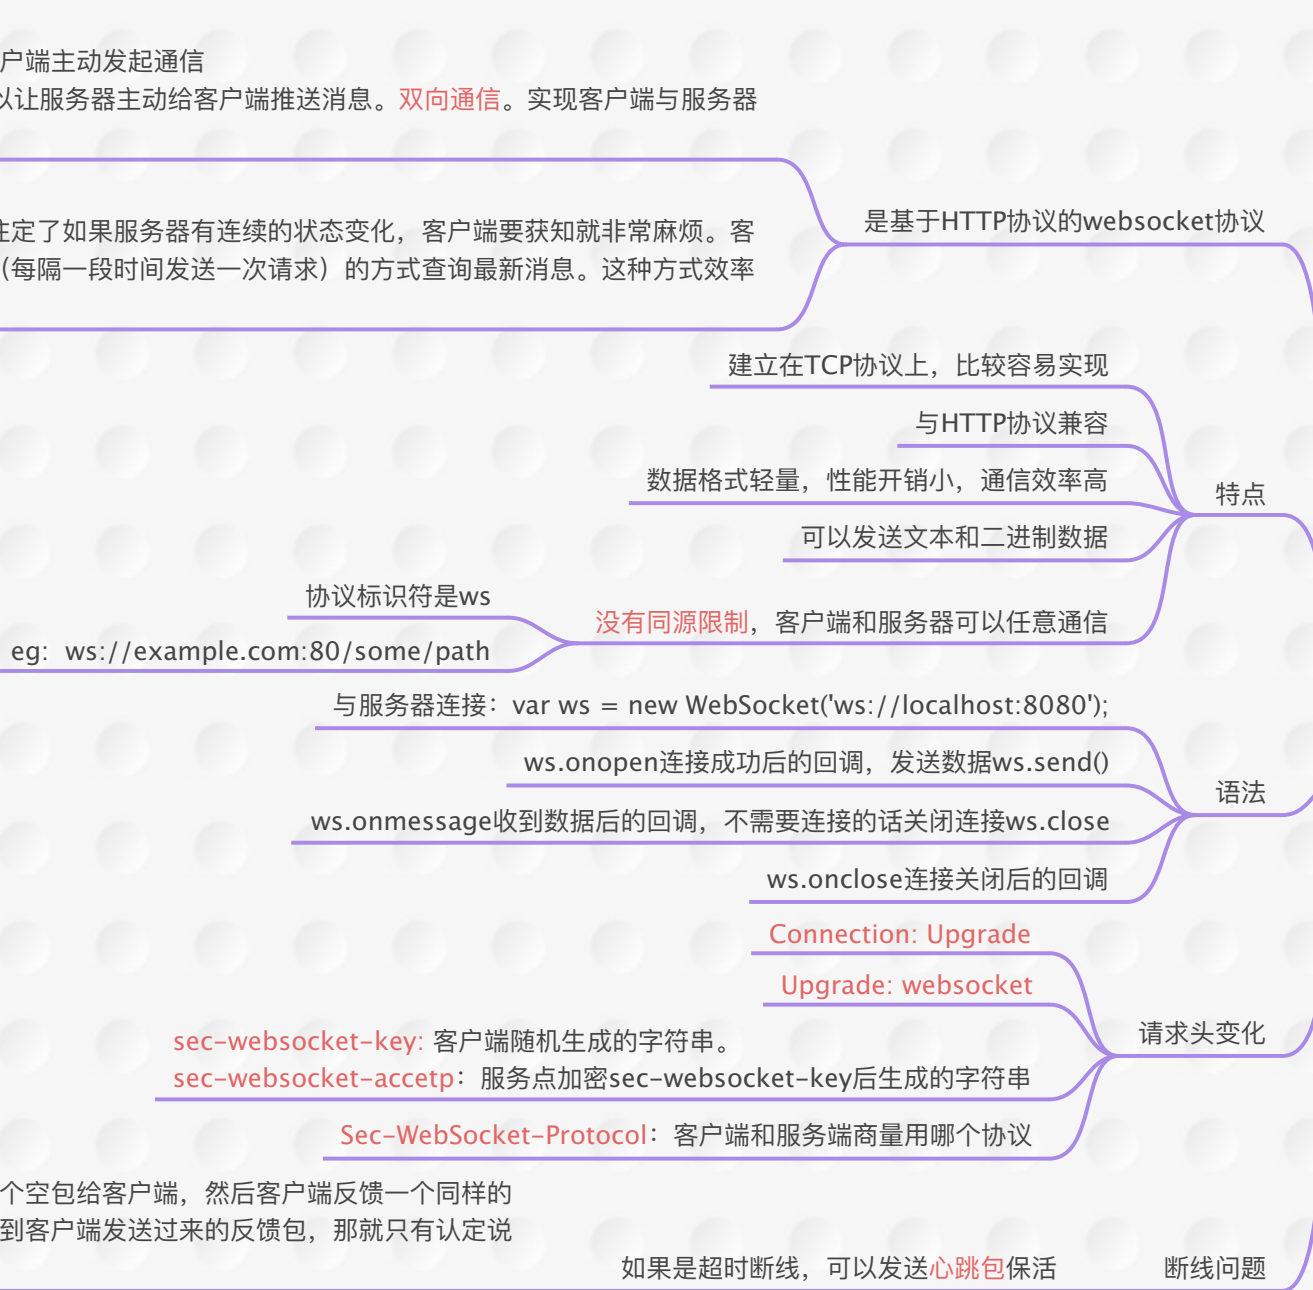 户端主动发起通信
以让服务器主动给客户端推送消息。双向通信。实现客户端与服务器
是基于HTTP协议的websocket协议
注定了如果服务器有连续的状态变化，客户端要获知就非常麻烦。客
（每隔一段时间发送一次请求）的方式查询最新消息。这种方式效率
建立在TCP协议上，比较容易实现
与HTTP协议兼容
数据格式轻量，性能开销小，通信效率高
特点
可以发送文本和二进制数据
协议标识符是ws
没有同源限制，客户端和服务器可以任意通信
eg: ws://example.com:80/some/path
与服务器连接：var ws = new WebSocket('ws://localhost:8080');
ws.onopen连接成功后的回调，发送数据ws.send()
语法
ws.onmessage收到数据后的回调，不需要连接的话关闭连接ws.close
ws.onclose连接关闭后的回调
Connection: Upgrade
Upgrade: websocket
请求头变化
sec-websocket-key: 客户端随机生成的字符串。
sec-websocket-accetp：服务点加密sec-websocket-key后生成的字符串
Sec-WebSocket-Protocol：客户端和服务端商量用哪个协议
个空包给客户端，然后客户端反馈一个同样的
到客户端发送过来的反馈包，那就只有认定说
如果是超时断线，可以发送心跳包保活
断线问题